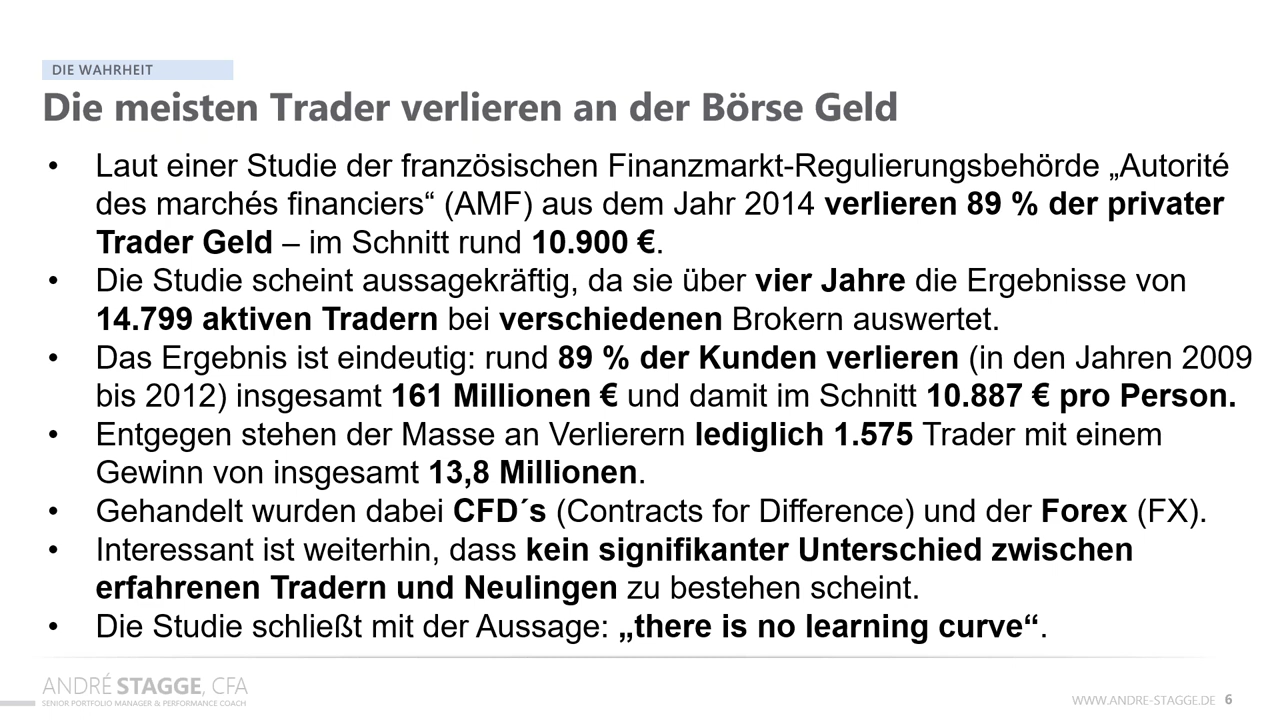 DIE WAHRHEIT
Die meisten Trader verlieren an der Börse Geld
• Laut einer Studie der französischen Finanzmarkt-Regulierungsbehörde „Autorité
des marchés financiers“ (AMF) aus dem Jahr 2014 verlieren 89 % der privater
Trader Geld – im Schnitt rund 10.900 €.
• Die Studie scheint aussagekräftig, da sie über vier Jahre die Ergebnisse von
14.799 aktiven Tradern bei verschiedenen Brokern auswertet.
• Das Ergebnis ist eindeutig: rund 89 % der Kunden verlieren (in den Jahren 2009
bis 2012) insgesamt 161 Millionen € und damit im Schnitt 10.887 € pro Person.
• Entgegen stehen der Masse an Verlierern lediglich 1.575 Trader mit einem
Gewinn von insgesamt 13,8 Millionen.
• Gehandelt wurden dabei CFD´s (Contracts for Difference) und der Forex (FX).
• Interessant ist weiterhin, dass kein signifikanter Unterschied zwischen
erfahrenen Tradern und Neulingen zu bestehen scheint.
• Die Studie schließt mit der Aussage: „there is no learning curve“.
ANDRÉ STAGGE, CFA
SENIOR PORTFOLIO MANAGER & PERFORMANCE COACH
WWW.ANDRE-STAGGE.DE 6